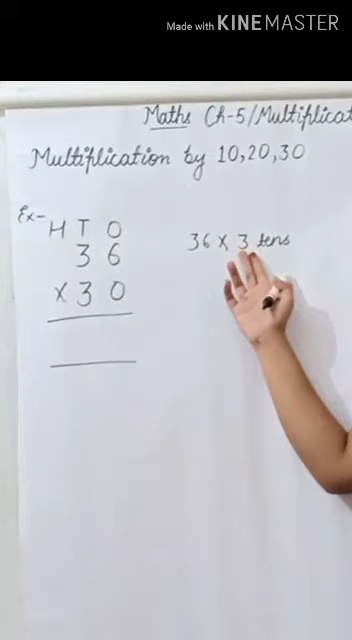 Made with KINEMASTER
Maths Ch-5/Multiplicat
Multiplication by 10,20,30
Ex-
H T O
3 6
36 x 3 tens
x 3 0